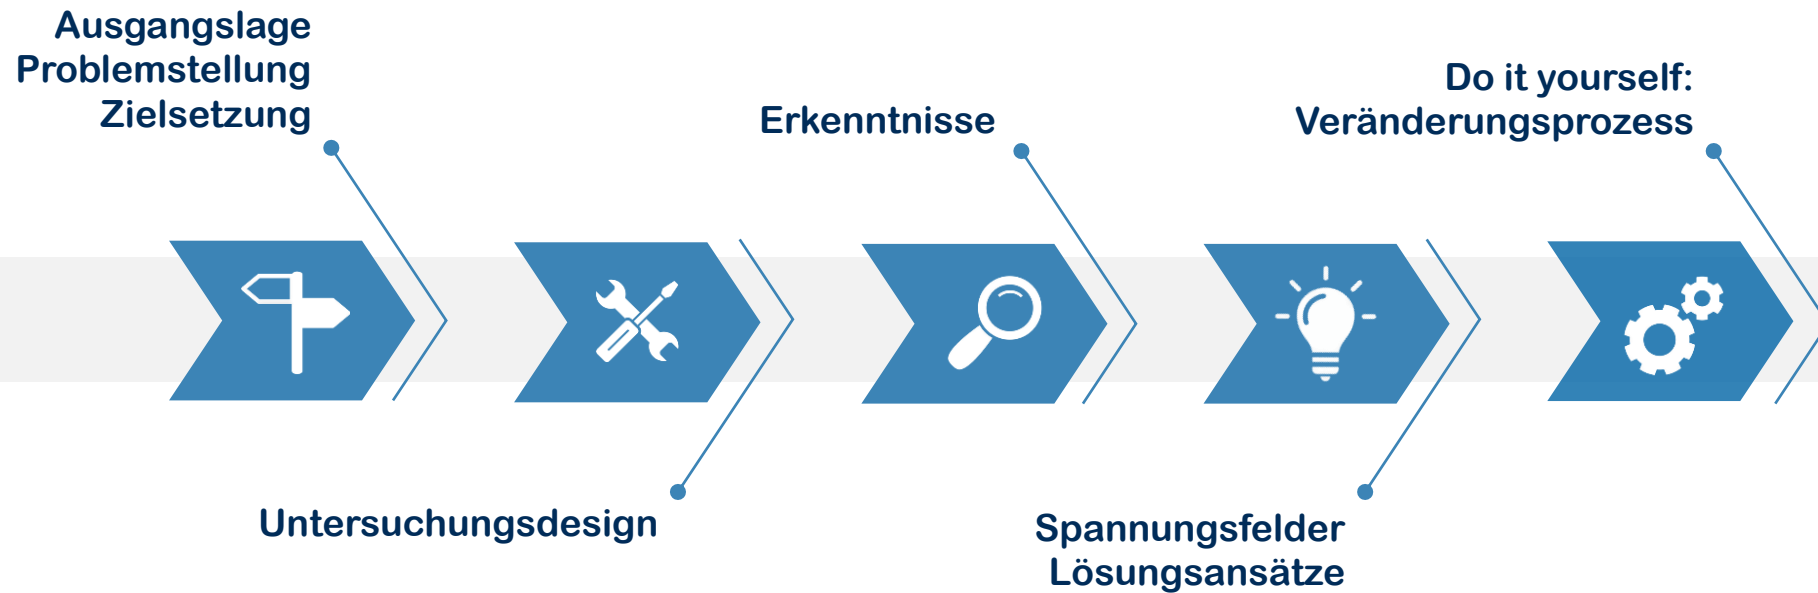 Ausgangslage
Problemstellung
Zielsetzung
Untersuchungsdesign
Erkenntnisse
Spannungsfelder
Lösungsansätze
Do it yourself:
Veränderungsprozess